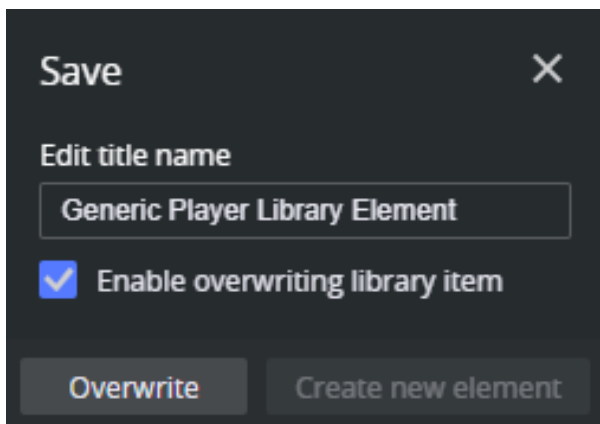 Save
Edit title name
Generic Player Library Element
Enable overwriting library item
Overwrite
Create new element